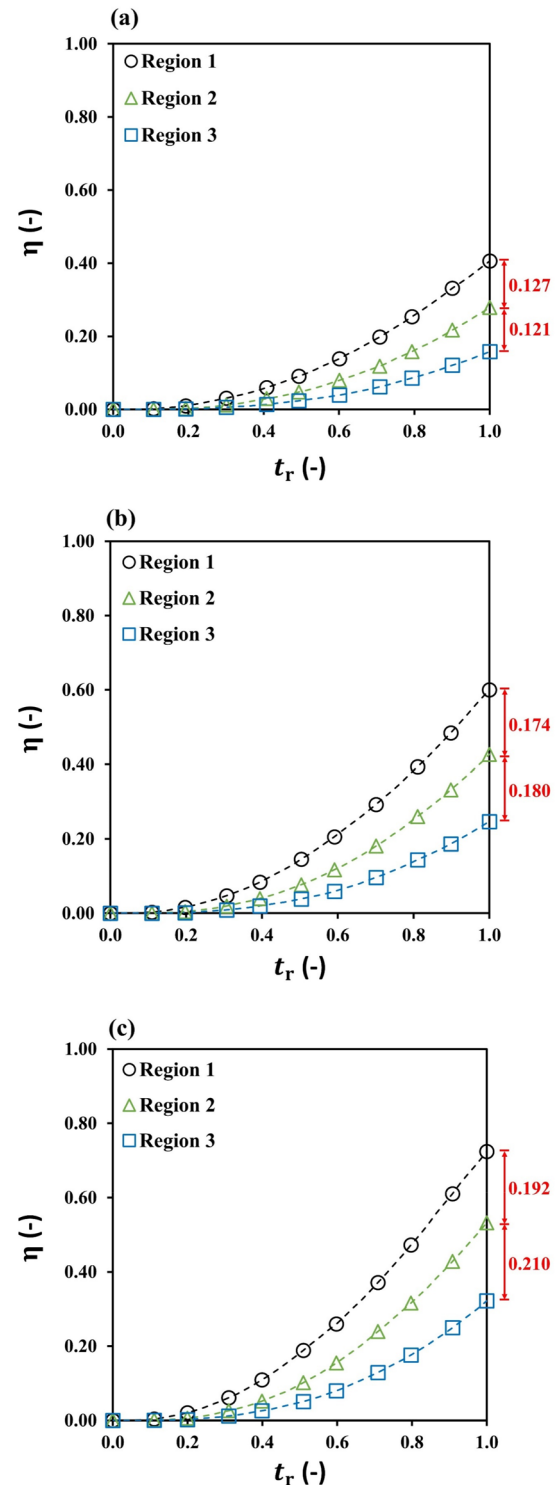 (a)
1.00
Region 1
Region 2
0.80
Region 3
0.60
η (-)
0.40
0.127
0.20
0.121
0.00
0.0 0.2 0.4 0.6 0.8 1.0
t_r (-)
(b)
1.00
Region 1
0.80
Region 2
Region 3
0.60
η (-)
0.174
0.40
0.180
0.20
0.00
0.0 0.2 0.4 0.6 0.8 1.0
t_r (-)
(c)
1.00
Region 1
Region 2
0.80
Region 3
0.60
0.192
η (-)
0.40
0.210
0.20
0.00
0.0 0.2 0.4 0.6 0.8 1.0
t_r (-)